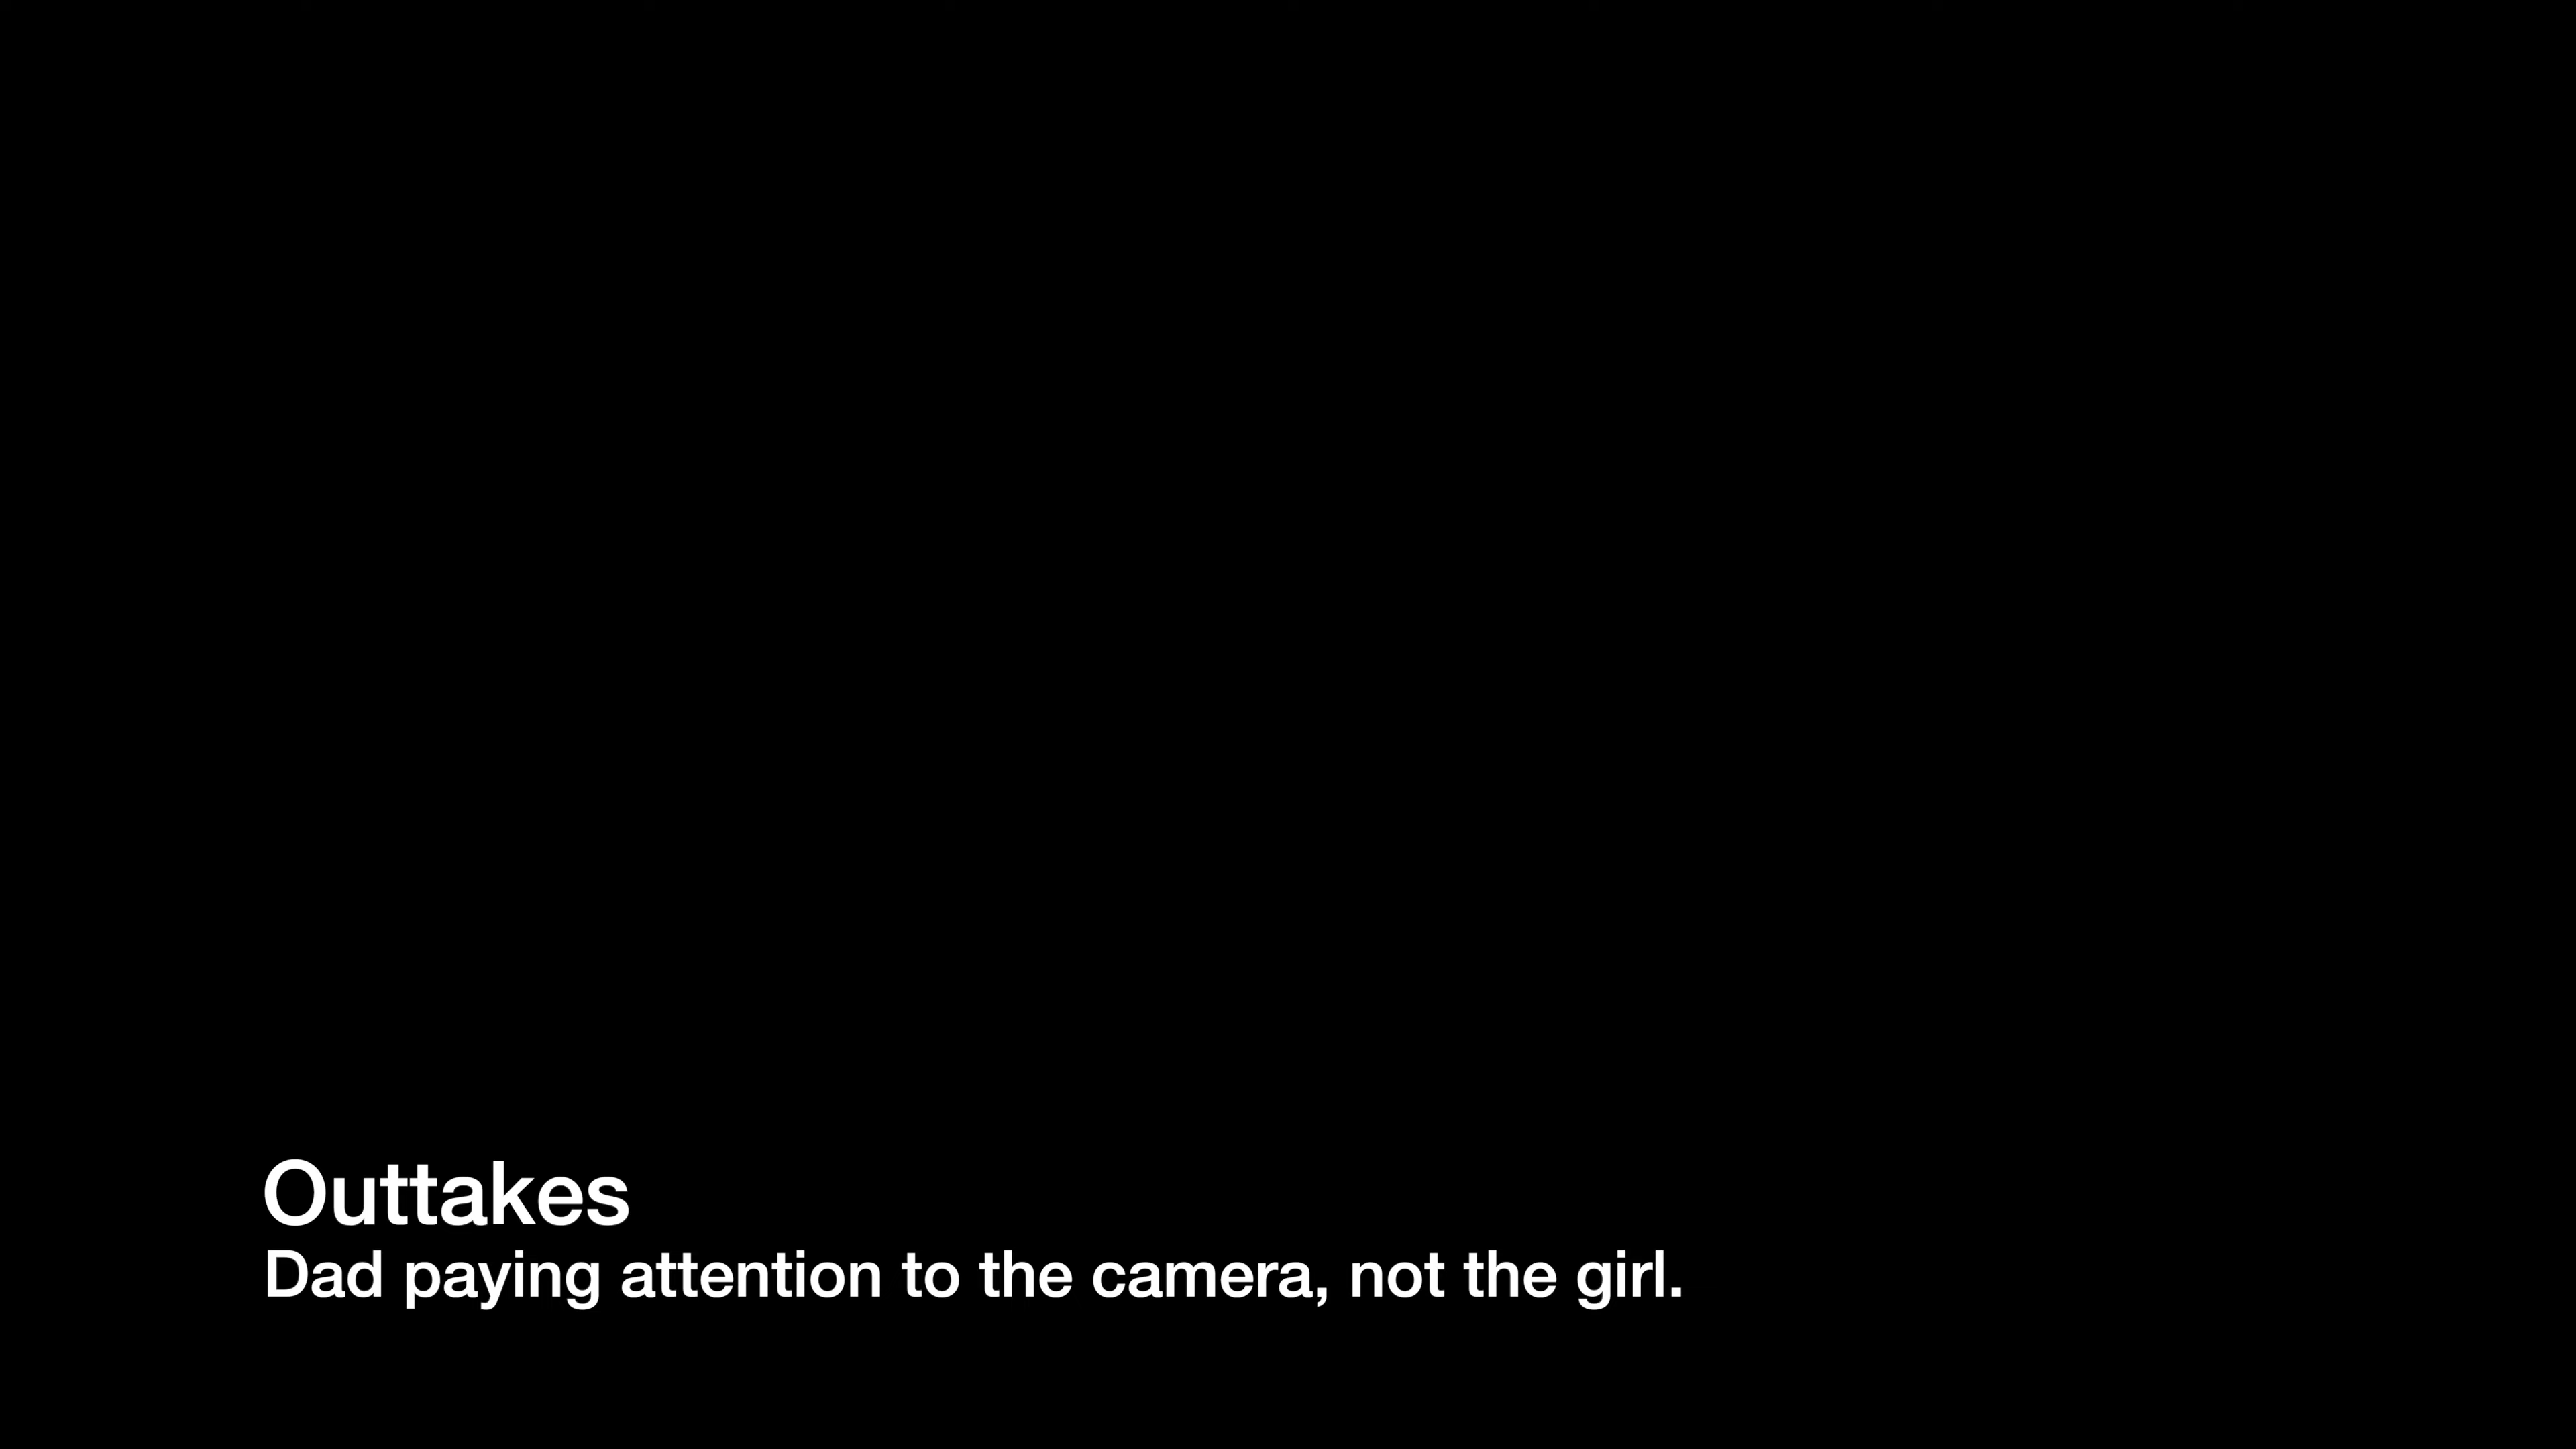 Outtakes
Dad paying attention to the camera, not the girl.